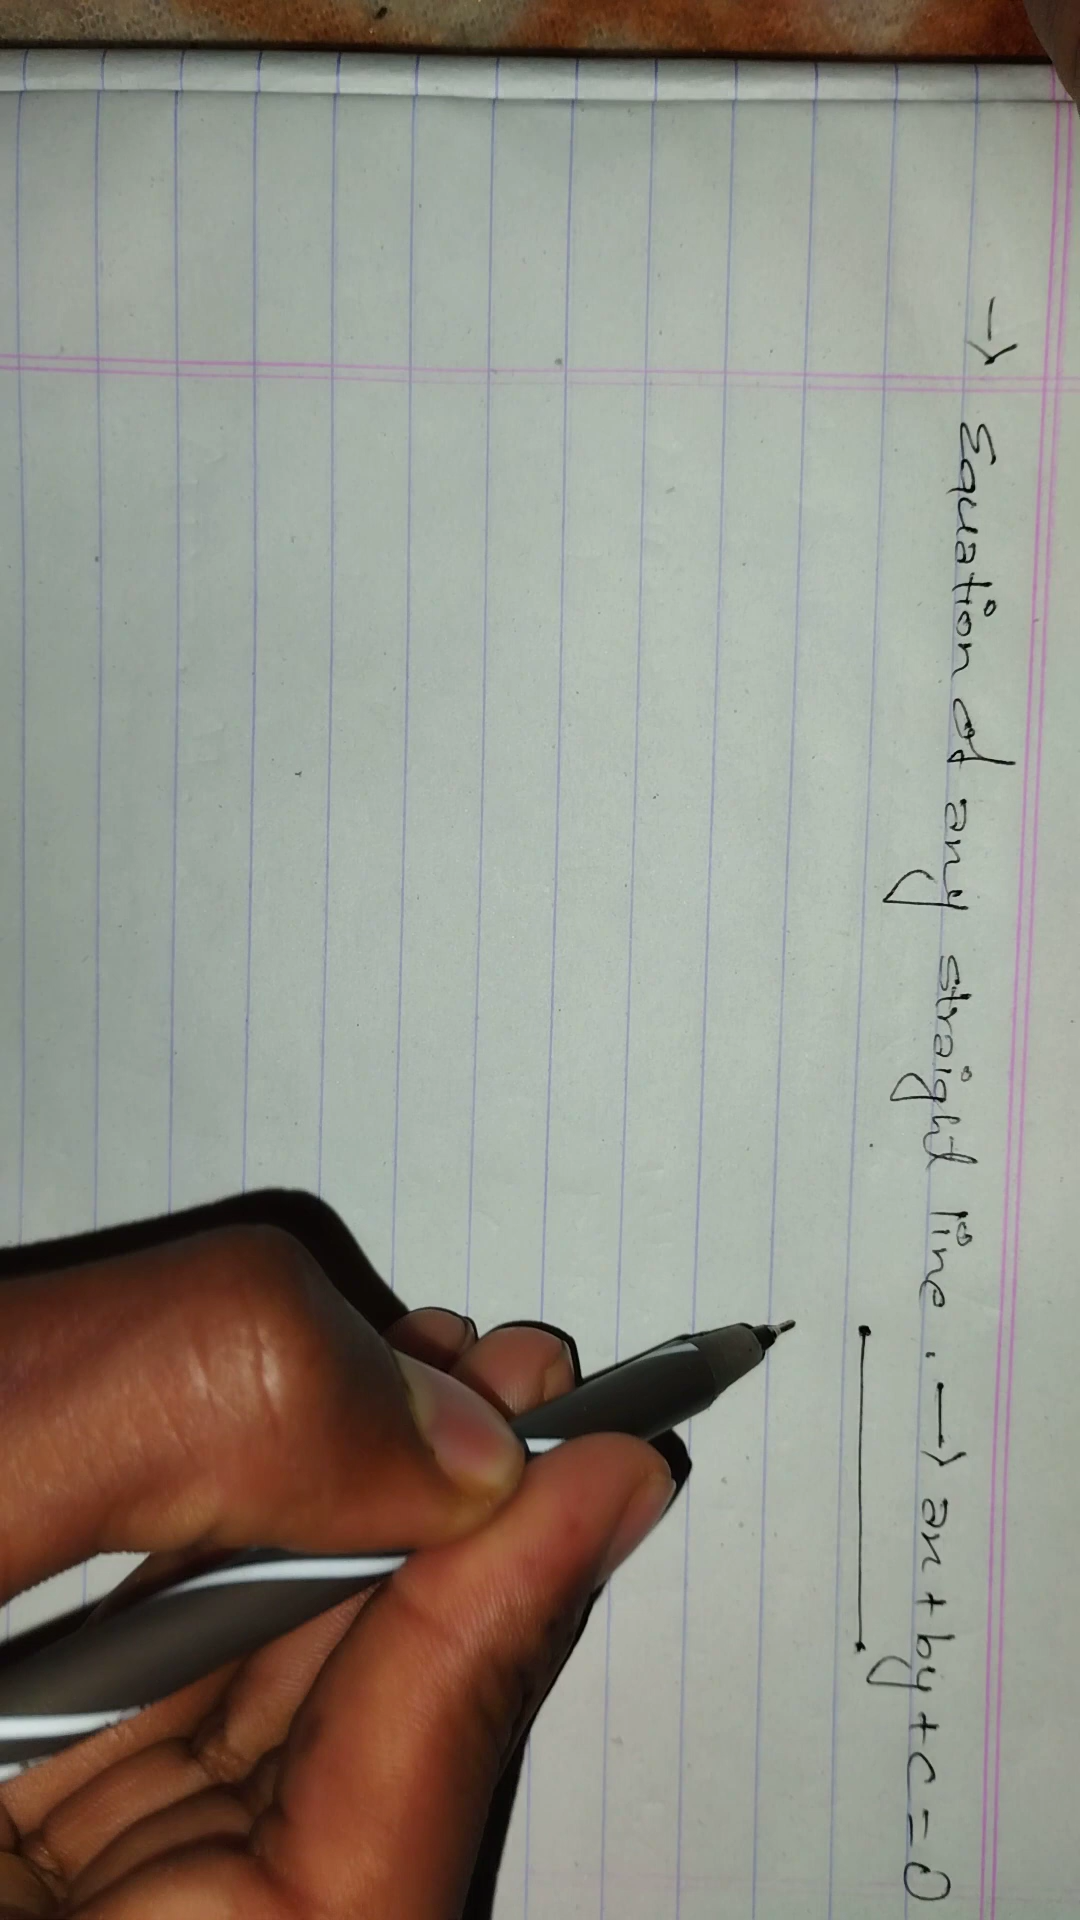 → Equation of any straight line. → ax + by + c = 0